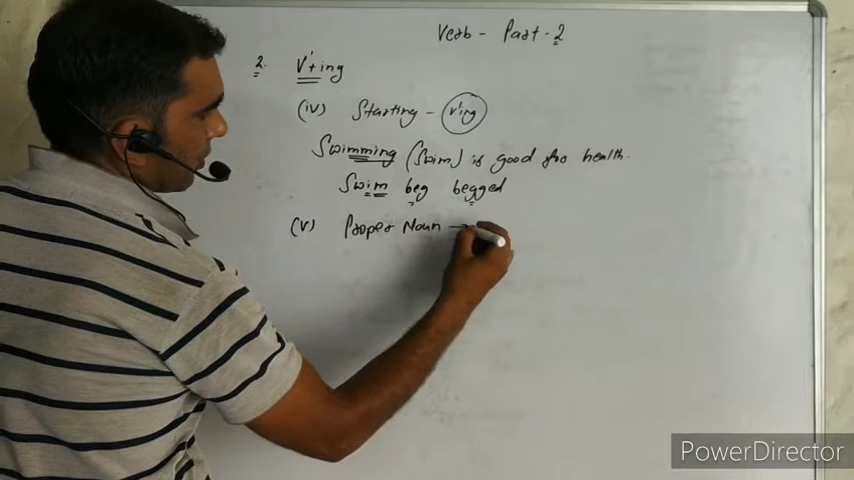 Verb - Part - 2
2. V'+ing
(iv) Starting - V'ing
Swimming (Swim) is good for health.
Swim beg begged
(v) Proper Noun →
PowerDirector